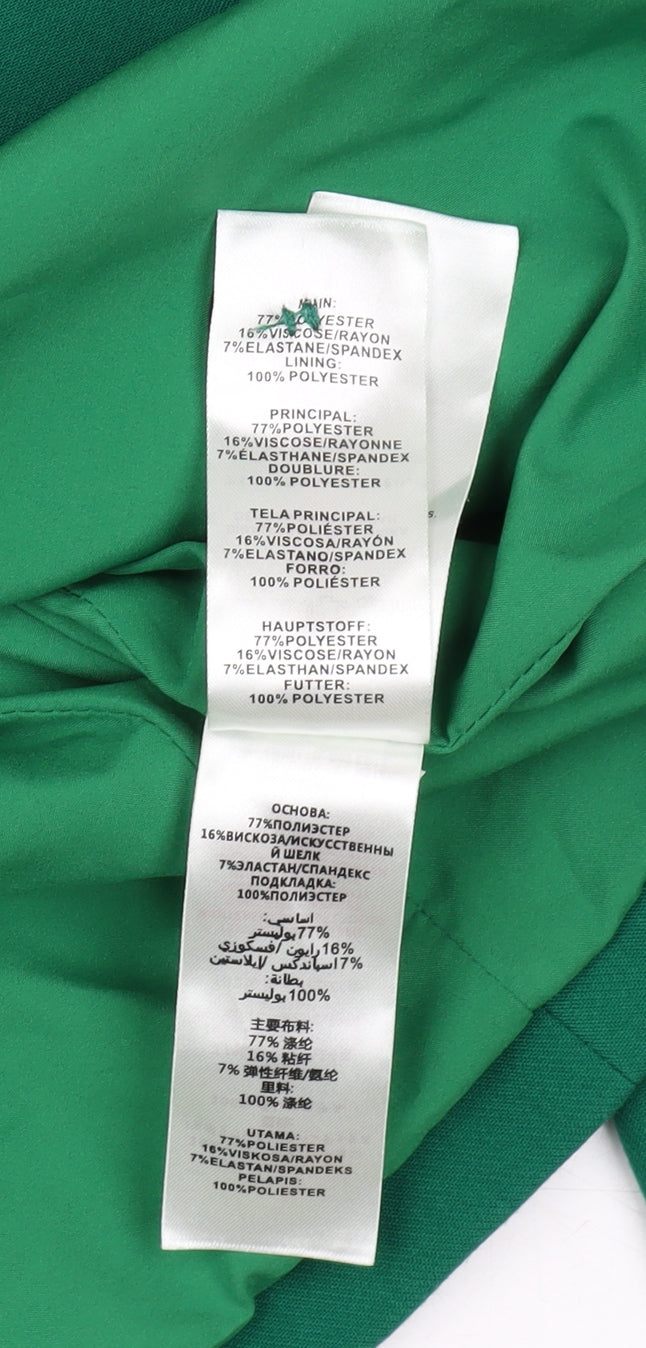 MAIN:
77%POLYESTER
16%VISCOSE/RAYON
7%ELASTANE/SPANDEX
LINING:
100% POLYESTER
PRINCIPAL:
77%POLYESTER
16%VISCOSE/RAYONNE
7%ÉLASTHANE/SPANDEX
DOUBLURE:
100% POLYESTER
TELA PRINCIPAL:
77%POLIÉSTER
16%VISCOSA/RAYÓN
7%ELASTANO/SPANDEX
FORRO:
100% POLIÉSTER
HAUPTSTOFF:
77%POLYESTER
16%VISCOSE/RAYON
7%ELASTHAN/SPANDEX
FUTTER:
100% POLYESTER
ОСНОВА:
77%ПОЛИЭСТЕР
16%ВИСКОЗА/ИСКУССТВЕННЫ
Й ШЕЛК
7%ЭЛАСТАН/СПАНДЕКС
ПОДКЛАДКА:
100%ПОЛИЭСТЕР
اساسي:
77%بوليستر
16%رايون /فسكوزي
7%اسباندكس /ايلاستين
بطانة:
100%بوليستر
主要布料:
77% 涤纶
16% 粘纤
7% 弹性纤维/氨纶
里料:
100% 涤纶
UTAMA:
77%POLIESTER
16%VISKOSA/RAYON
7%ELASTAN/SPANDEKS
PELAPIS:
100%POLIESTER